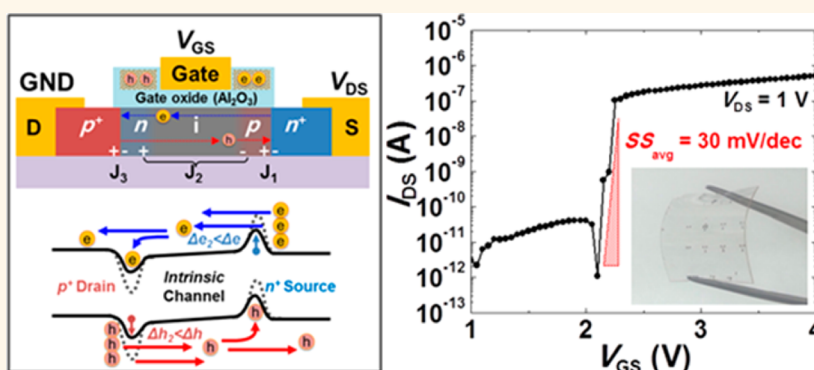 V_GS
GND
V_DS
h h
Gate
e e
Gate oxide (Al₂O₃)
D
p⁺
n
e
i
h
p
n⁺
S
+ - + - + -
J₃
J₂
J₁
e
e
e
e
e
e
Δe₂<Δe
p⁺ Drain
Intrinsic
Channel
n⁺ Source
Δh₂<Δh
h
h
h
h
h
h
I_DS (A)
10⁻⁵
10⁻⁶
10⁻⁷
10⁻⁸
10⁻⁹
10⁻¹⁰
10⁻¹¹
10⁻¹²
10⁻¹³
V_DS = 1 V
SS_avg = 30 mV/dec
1 2 3 4
V_GS (V)